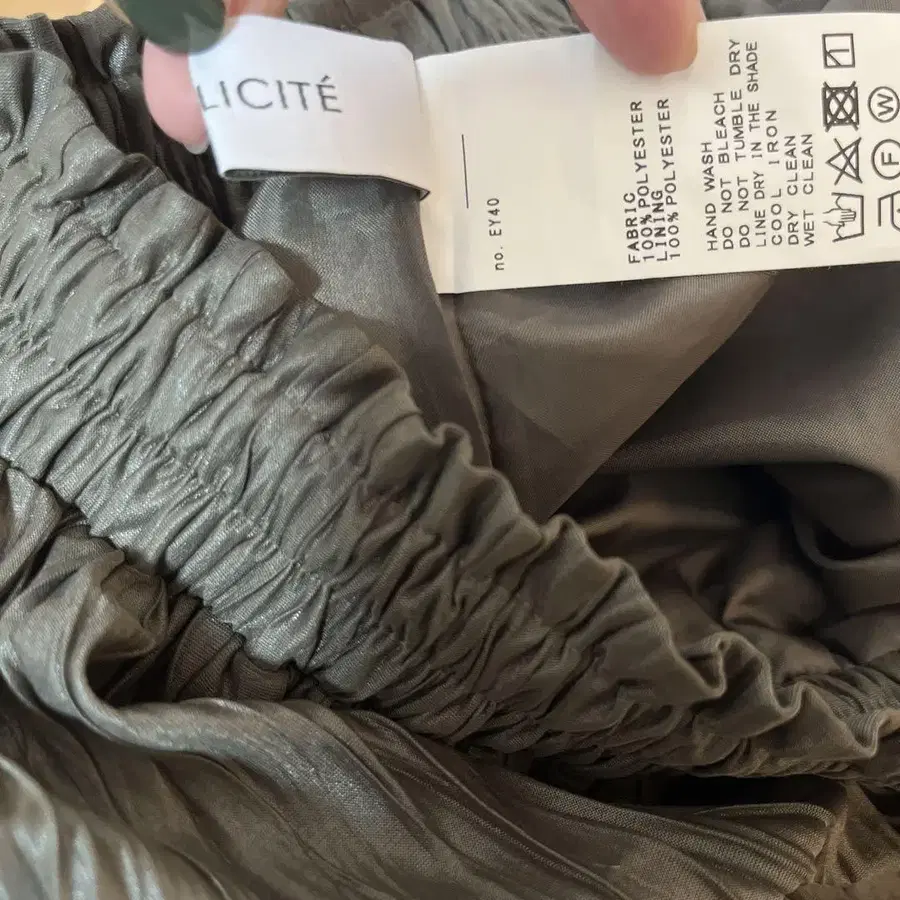 LICITÉ
no. EY40
FABRIC
100%POLYESTER
LINING
100%POLYESTER
HAND WASH
DO NOT BLEACH
DO NOT TUMBLE DRY
LINE DRY IN THE SHADE
COOL IRON
DRY CLEAN
WET CLEAN
W
F